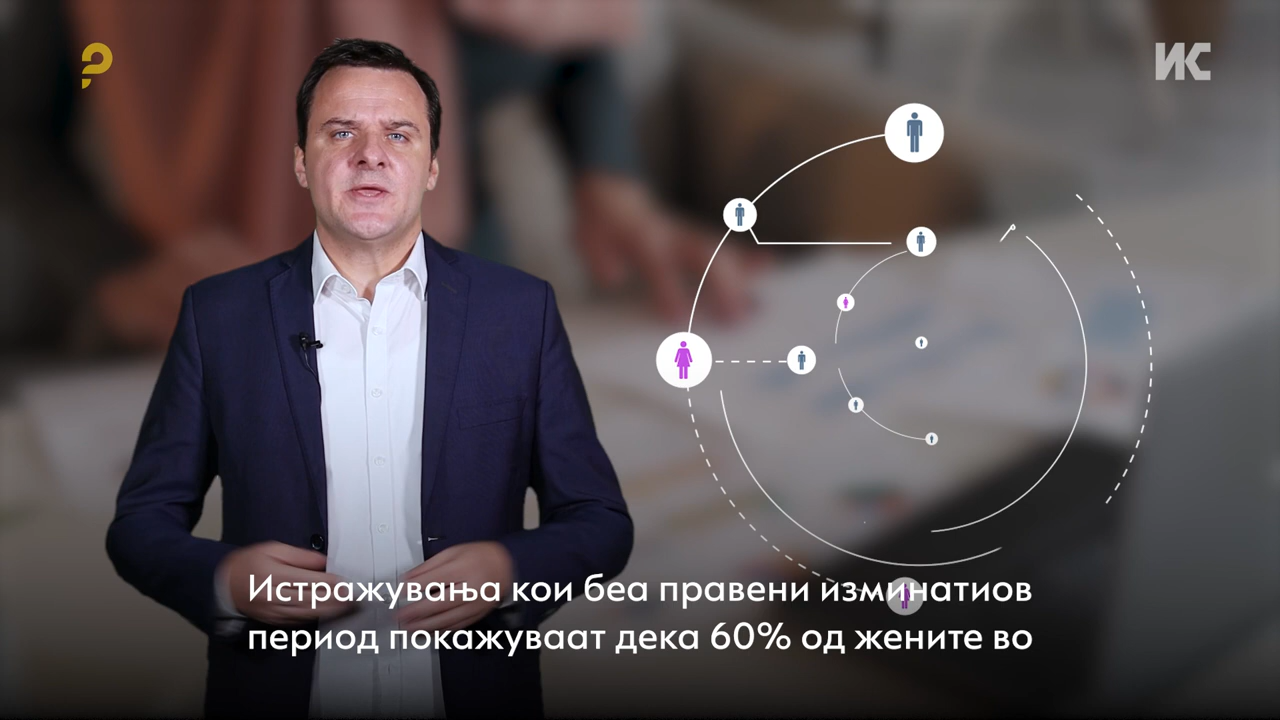 ИС
Истражувања кои беа правени изминатиов
период покажуваат дека 60% од жените во